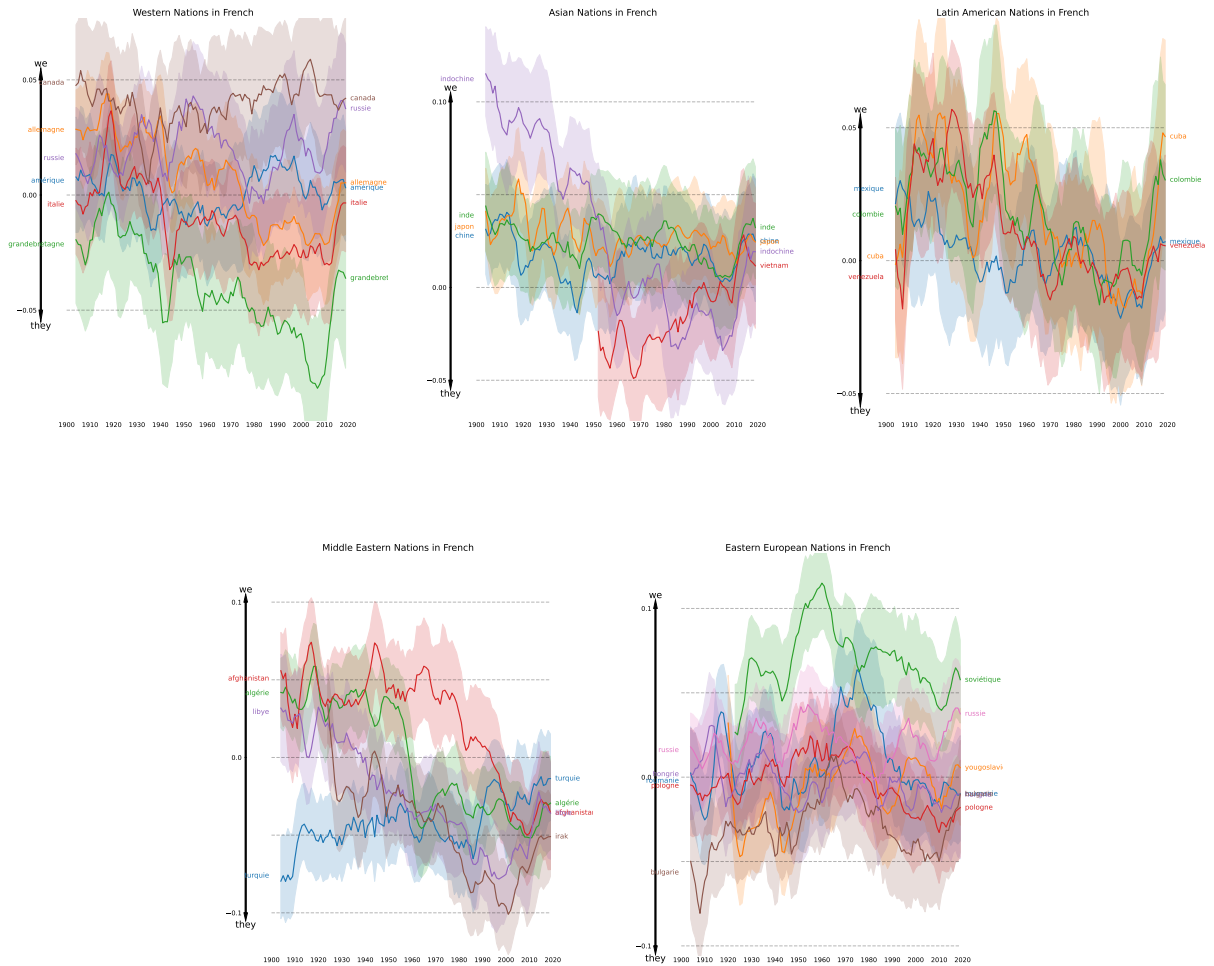 Western Nations in French
we
0.05
canada
allemagne
russie
amérique
0.00
italie
grandebretagne
−0.05
they
canada
russie
allemagne
amérique
italie
grandebret
1900 1910 1920 1930 1940 1950 1960 1970 1980 1990 2000 2010 2020
Asian Nations in French
indochine
we
0.10
inde
japon
chine
0.00
−0.05
they
inde
indochine
vietnam
1900 1910 1920 1930 1940 1950 1960 1970 1980 1990 2000 2010 2020
Latin American Nations in French
we
0.05
mexique
colombie
cuba
0.00
venezuela
−0.05
they
cuba
colombie
mexique
venezuela
1900 1910 1920 1930 1940 1950 1960 1970 1980 1990 2000 2010 2020
Middle Eastern Nations in French
we
0.1
afghanistan
algérie
libye
0.0
turquie
−0.1
they
turquie
algérie
afghanista
irak
1900 1910 1920 1930 1940 1950 1960 1970 1980 1990 2000 2010 2020
Eastern European Nations in French
we
0.1
russie
hongrie
0.0
roumanie
pologne
bulgarie
−0.1
they
soviétique
russie
yougoslavi
pologne
1900 1910 1920 1930 1940 1950 1960 1970 1980 1990 2000 2010 2020